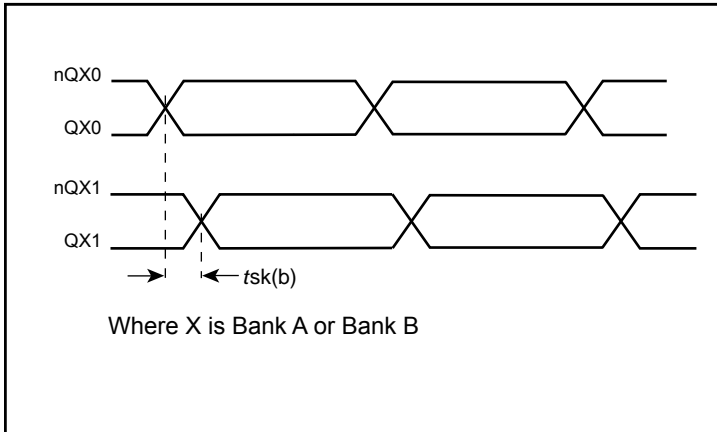 nQX0
QX0
nQX1
QX1
tsk(b)
Where X is Bank A or Bank B